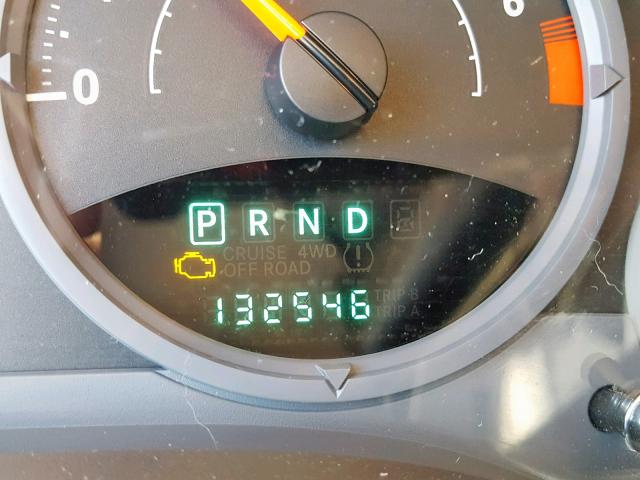 0 6
P R N D
CRUISE 4WD
OFF ROAD
132546 TRIP B
TRIP A